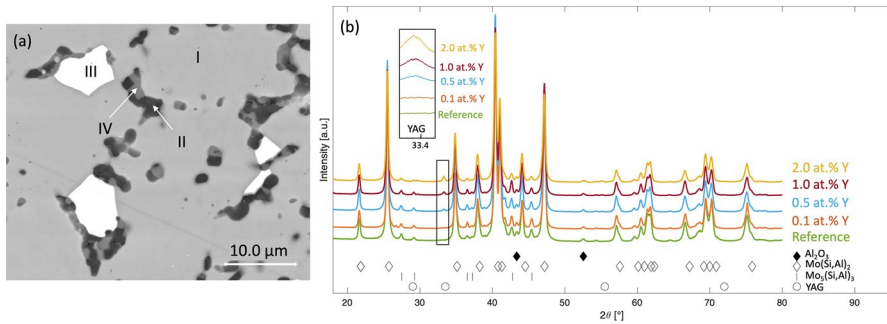 (a)
I
III
IV
II
10.0 μm
(b)
Intensity [a.u.]
2.0 at.% Y
1.0 at.% Y
0.5 at.% Y
0.1 at.% Y
Reference
YAG
33.4
2.0 at.% Y
1.0 at.% Y
0.5 at.% Y
0.1 at.% Y
Reference
Al₂O₃
Mo(Si,Al)₂
Mo₅(Si,Al)₃
YAG
20 30 40 50 60 70 80 90
2θ [°]